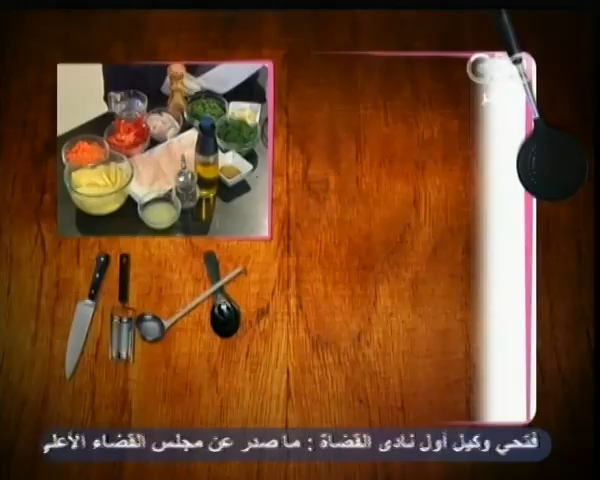 فتحي وكيل أول نادى القضاة : ما صدر عن مجلس القضاء الأعلى